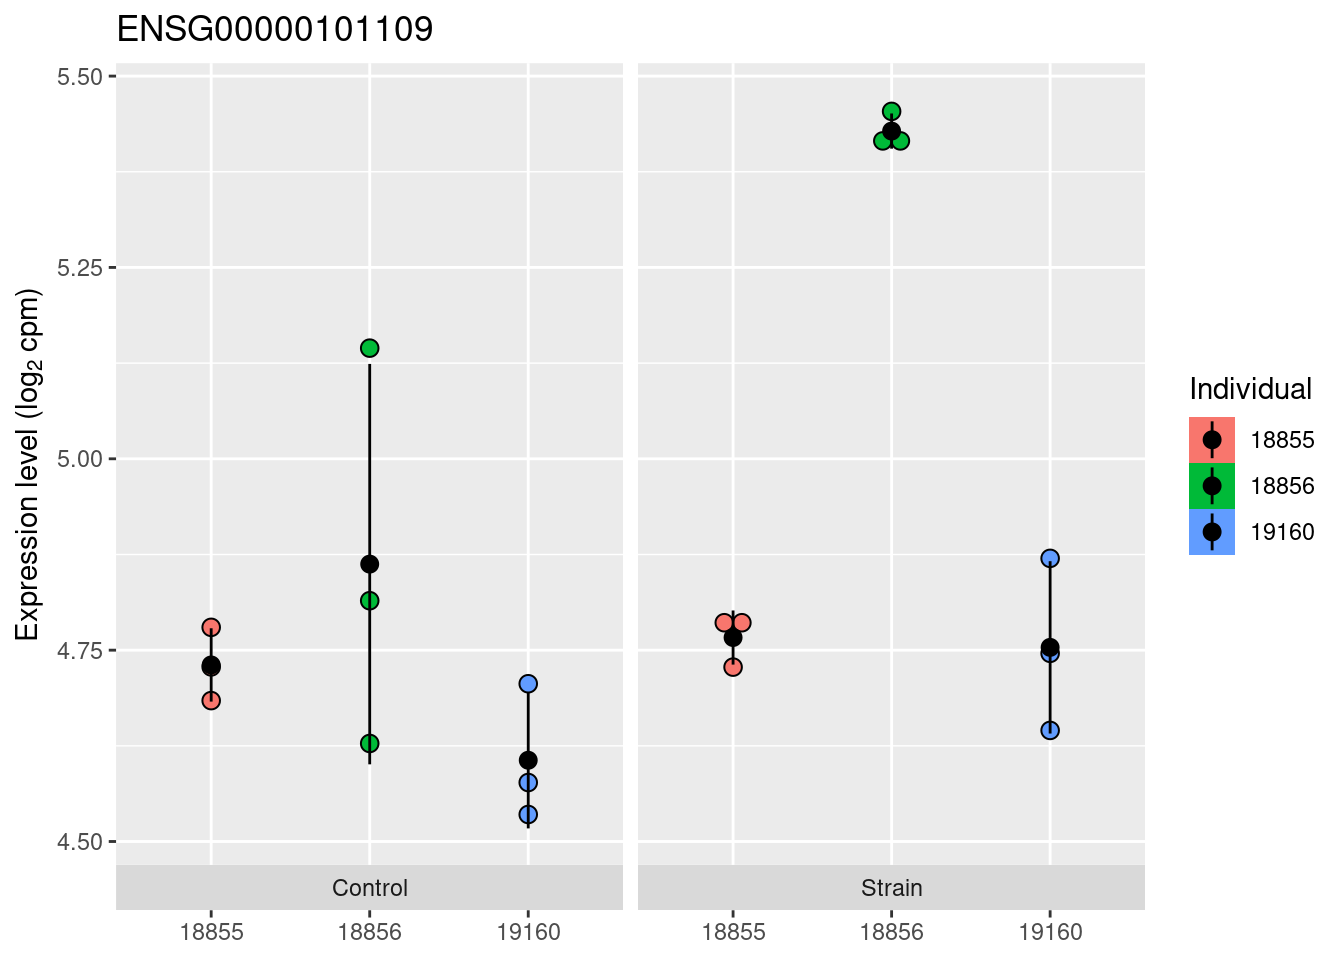 ENSG00000101109
Expression level (log2 cpm)
5.50
5.25
5.00
4.75
4.50
Control
Strain
18855
18856
19160
18855
18856
19160
Individual
18855
18856
19160